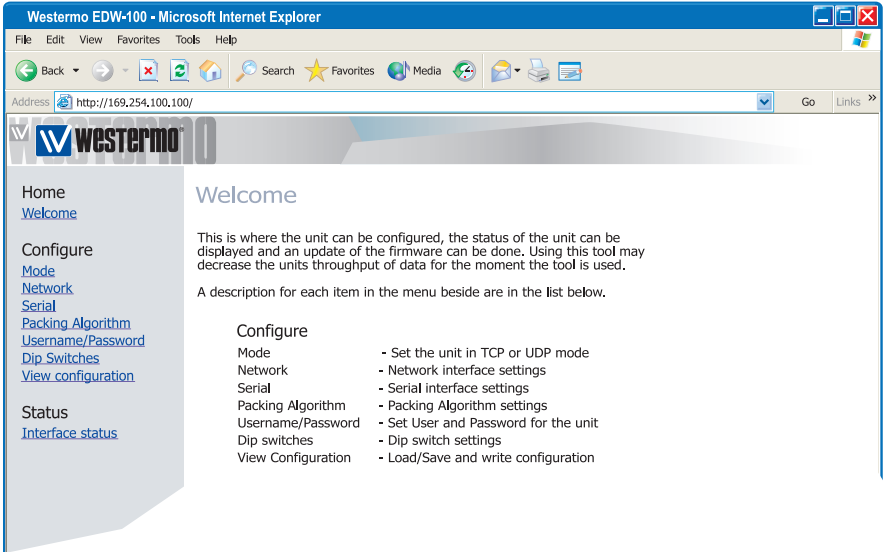 Westermo EDW-100 - Microsoft Internet Explorer
File Edit View Favorites Tools Help
Back Search Favorites Media
Address http://169.254.100.100/ Go Links »
westermo
Home
Welcome
Configure
Mode
Network
Serial
Packing Algorithm
Username/Password
Dip Switches
View configuration
Status
Interface status
Welcome
This is where the unit can be configured, the status of the unit can be
displayed and an update of the firmware can be done. Using this tool may
decrease the units throughput of data for the moment the tool is used.
A description for each item in the menu beside are in the list below.
Configure
Mode - Set the unit in TCP or UDP mode
Network - Network interface settings
Serial - Serial interface settings
Packing Algorithm - Packing Algorithm settings
Username/Password - Set User and Password for the unit
Dip switches - Dip switch settings
View Configuration - Load/Save and write configuration